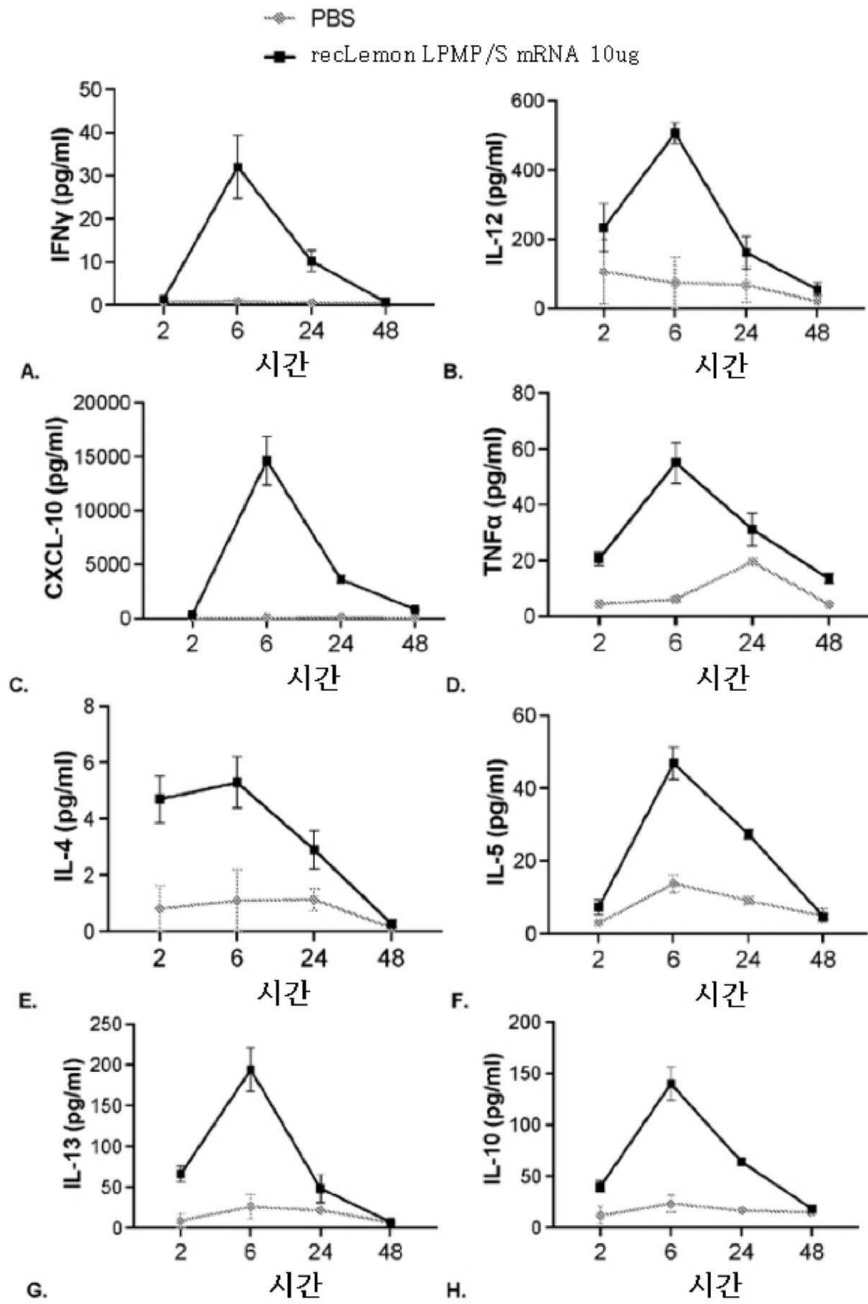 PBS
recLemon LPMP/S mRNA 10ug
50
40
30
20
10
0
IFNγ (pg/ml)
2 6 24 48
시간
A.
600
400
200
0
IL-12 (pg/ml)
2 6 24 48
시간
B.
20000
15000
10000
5000
0
CXCL-10 (pg/ml)
2 6 24 48
시간
C.
80
60
40
20
0
TNFα (pg/ml)
2 6 24 48
시간
D.
8
6
4
2
0
IL-4 (pg/ml)
2 6 24 48
시간
E.
60
40
20
0
IL-5 (pg/ml)
2 6 24 48
시간
F.
250
200
150
100
50
0
IL-13 (pg/ml)
2 6 24 48
시간
G.
200
150
100
50
0
IL-10 (pg/ml)
2 6 24 48
시간
H.